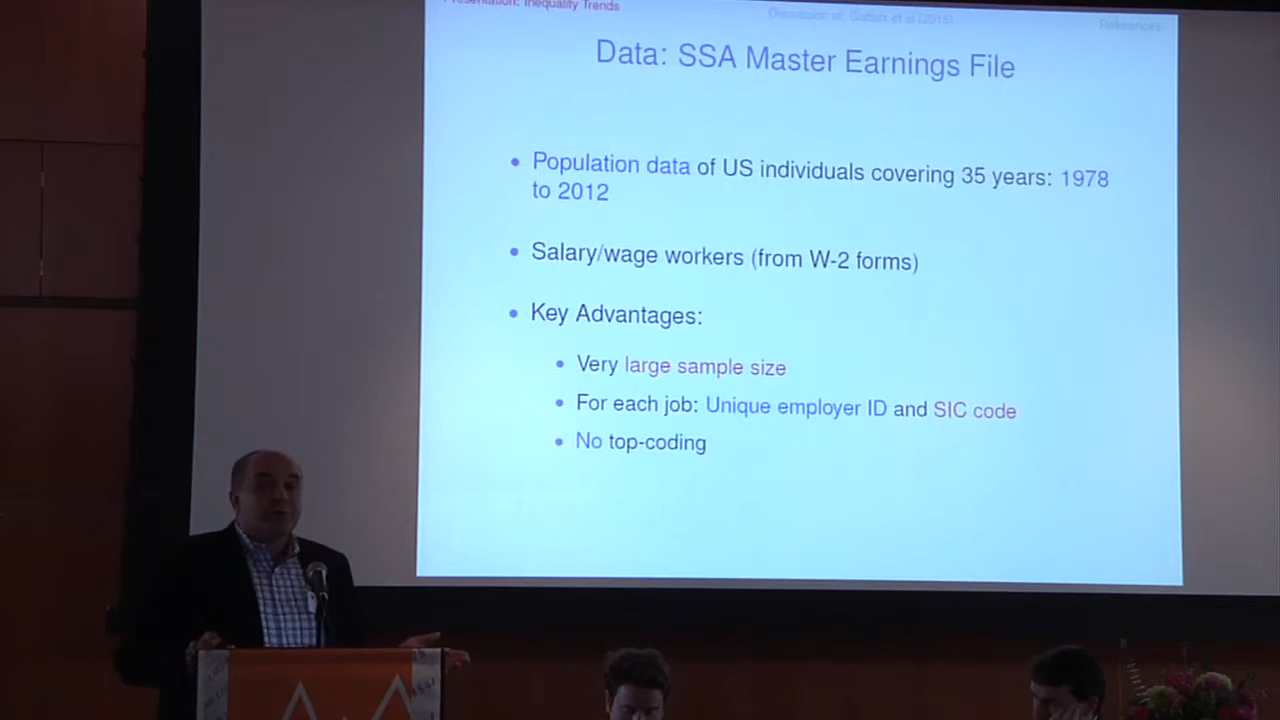 Presentation: Inequality Trends
Discussion of: Gabaix et al (2015)
References
Data: SSA Master Earnings File
• Population data of US individuals covering 35 years: 1978
to 2012
• Salary/wage workers (from W-2 forms)
• Key Advantages:
• Very large sample size
• For each job: Unique employer ID and SIC code
• No top-coding